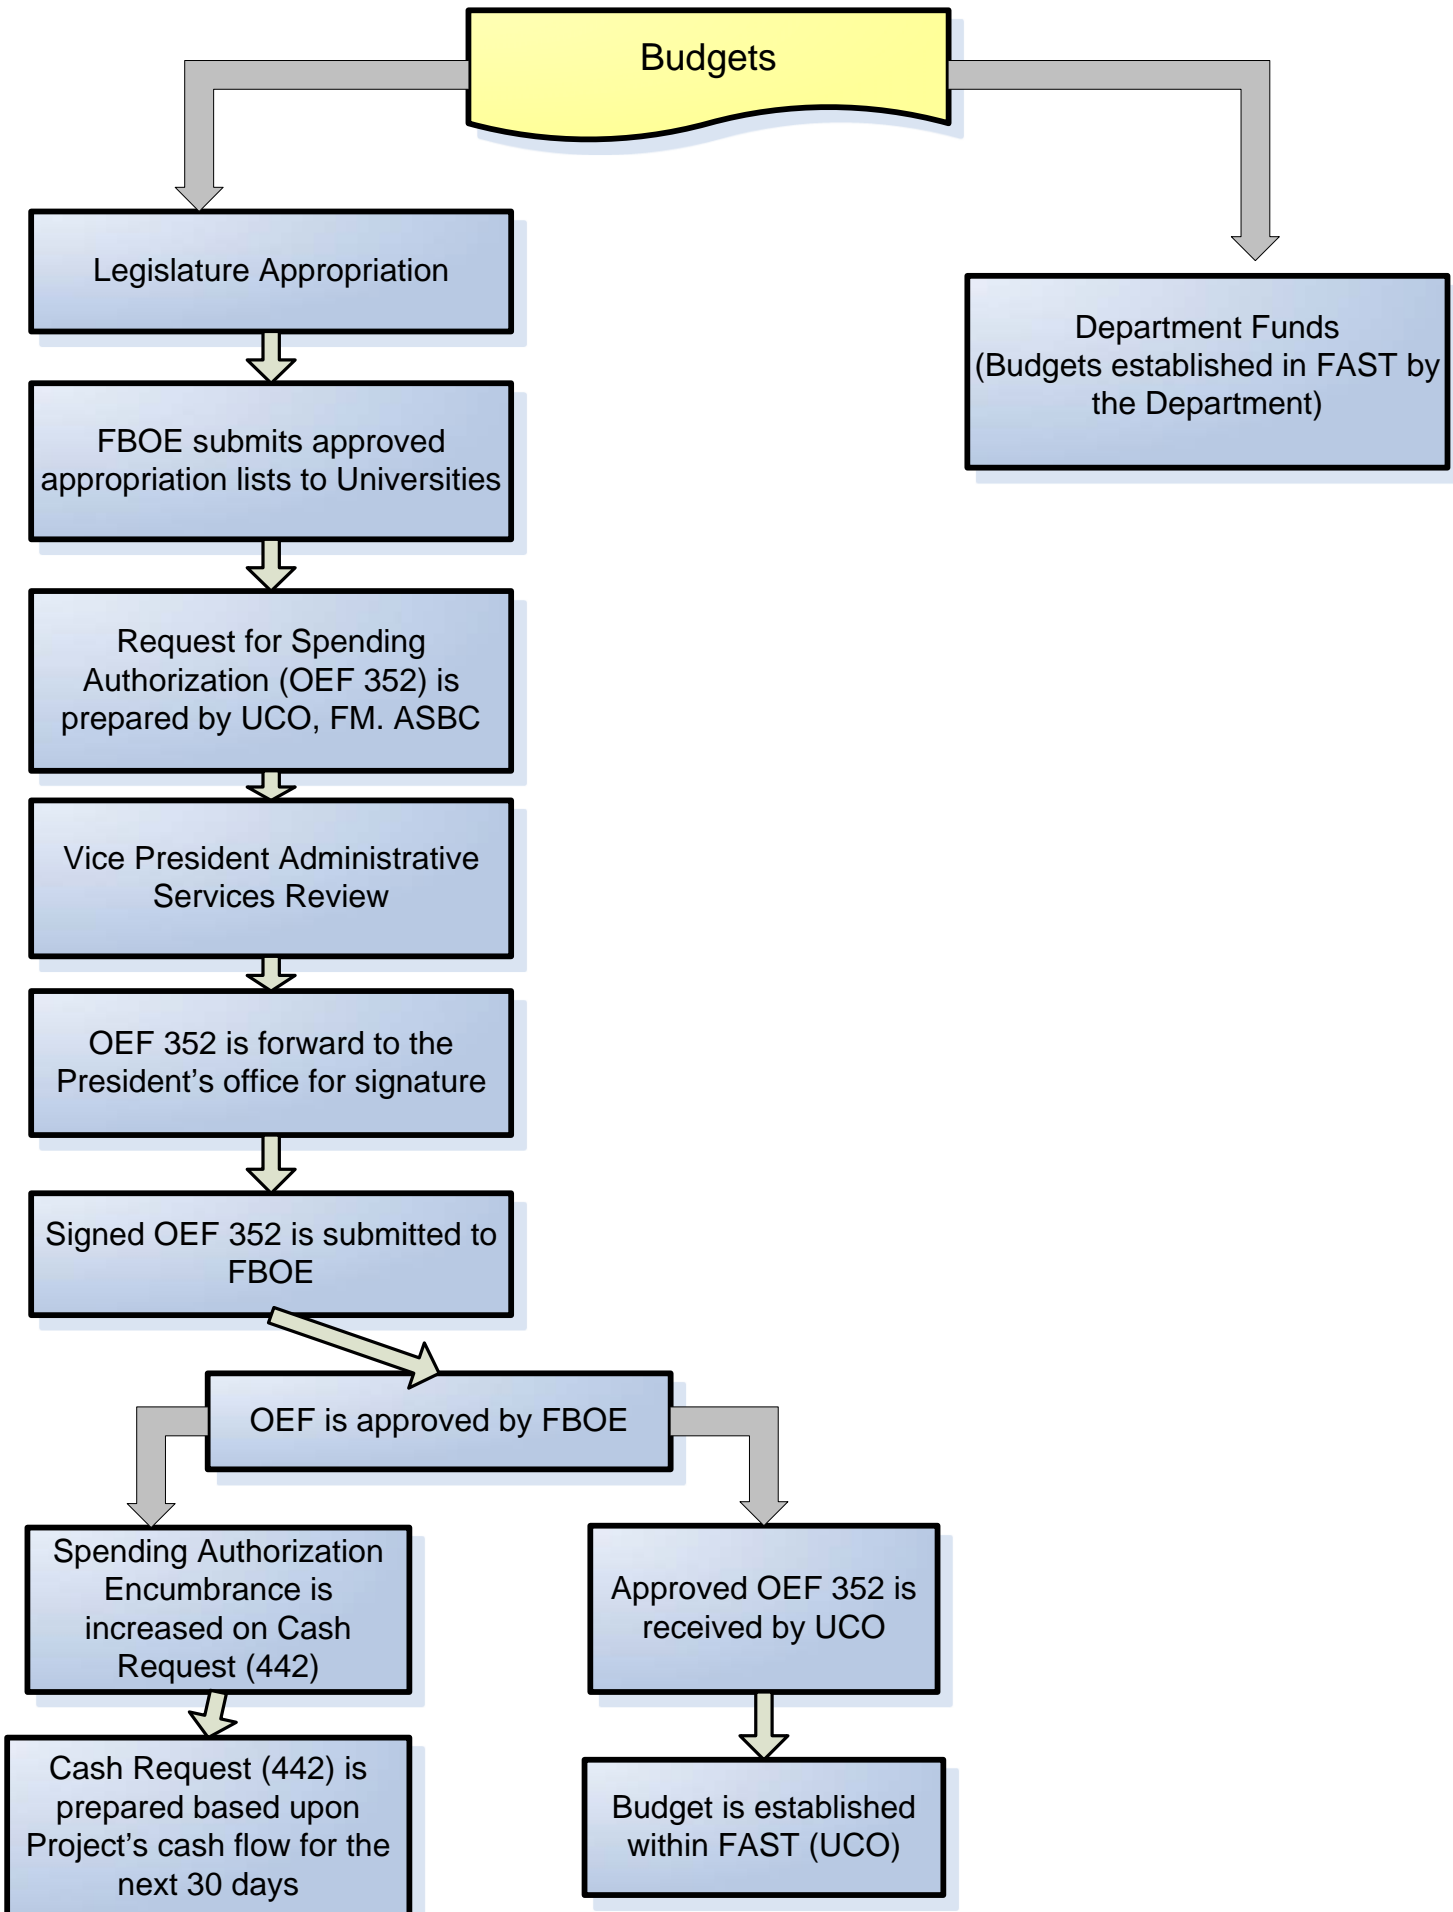 Budgets
Legislature Appropriation
Department Funds
(Budgets established in FAST by
the Department)
FBOE submits approved
appropriation lists to Universities
Request for Spending
Authorization (OEF 352) is
prepared by UCO, FM. ASBC
Vice President Administrative
Services Review
OEF 352 is forward to the
President’s office for signature
Signed OEF 352 is submitted to
FBOE
OEF is approved by FBOE
Spending Authorization
Encumbrance is
increased on Cash
Request (442)
Approved OEF 352 is
received by UCO
Cash Request (442) is
prepared based upon
Project’s cash flow for the
next 30 days
Budget is established
within FAST (UCO)